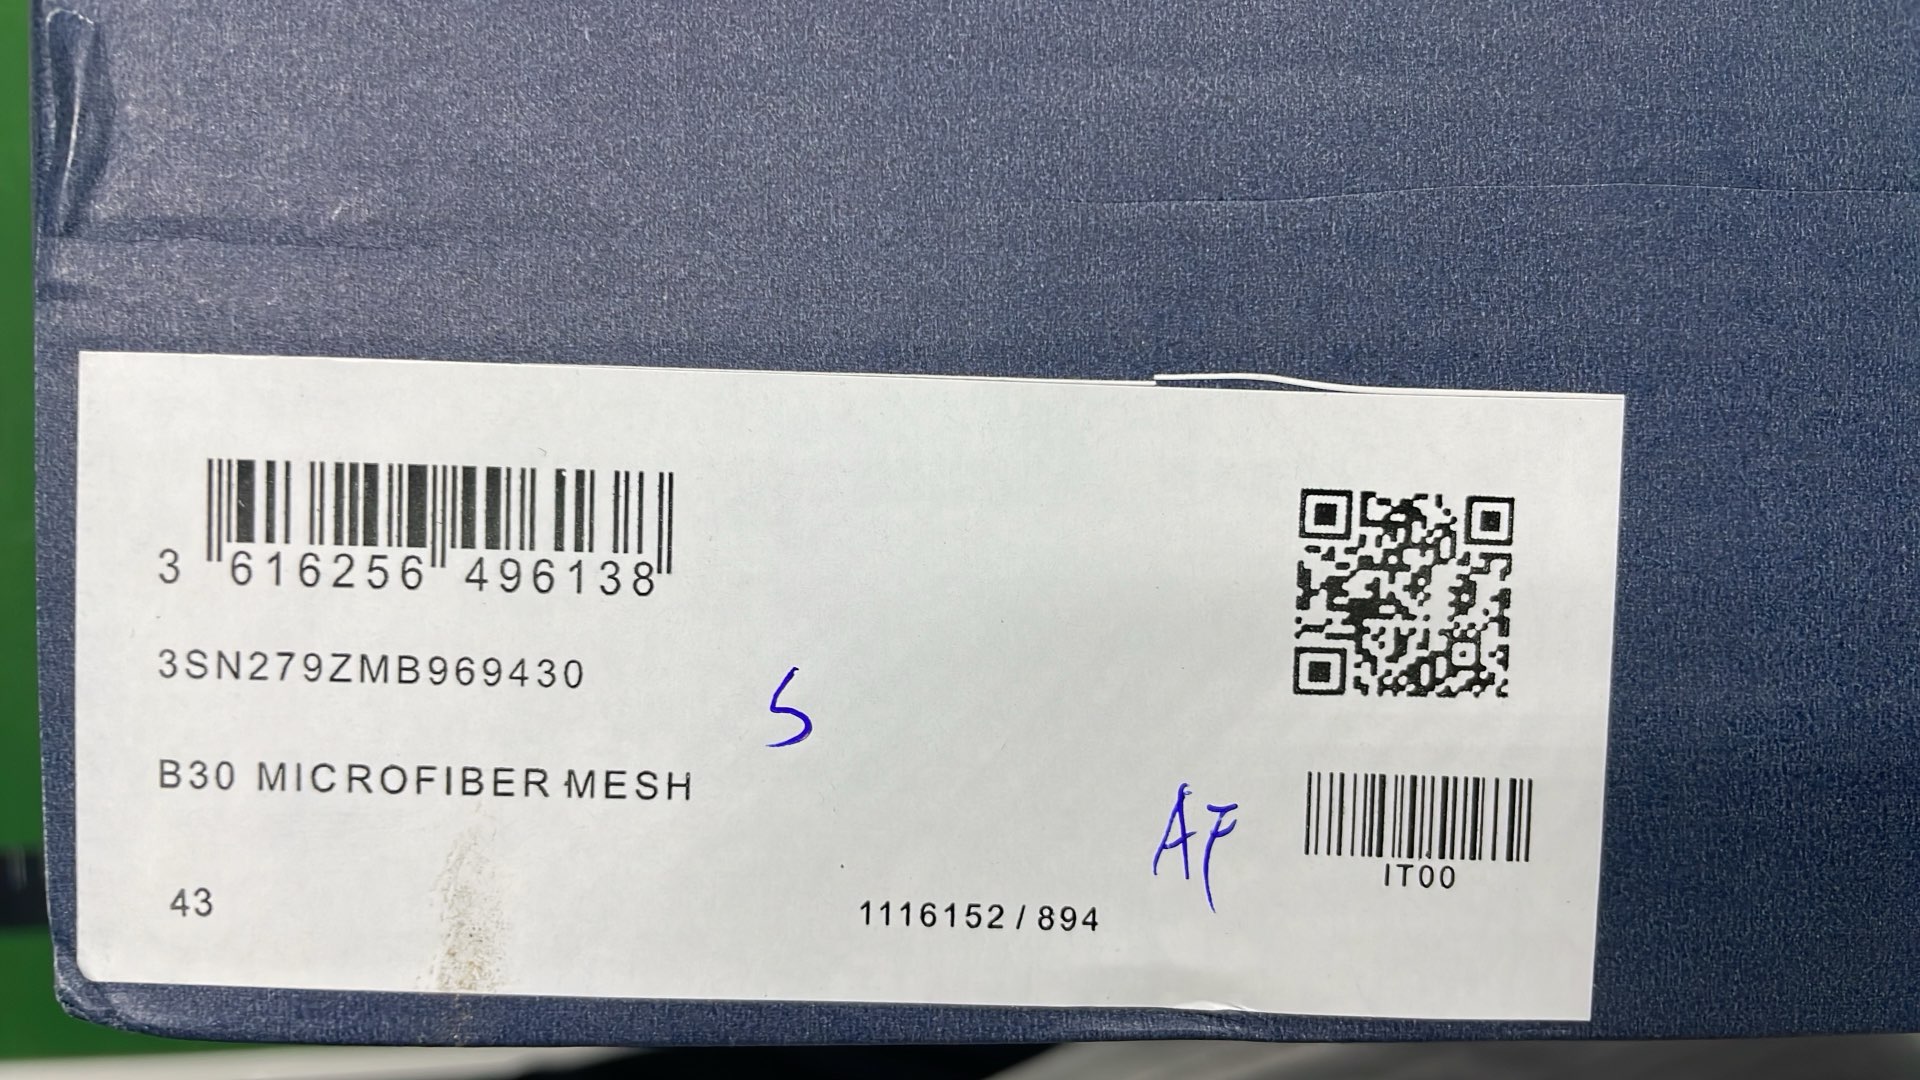 3 616256 496138
3SN279ZMB969430
S
B30 MICROFIBER MESH
AF
IT00
43
1116152 / 894